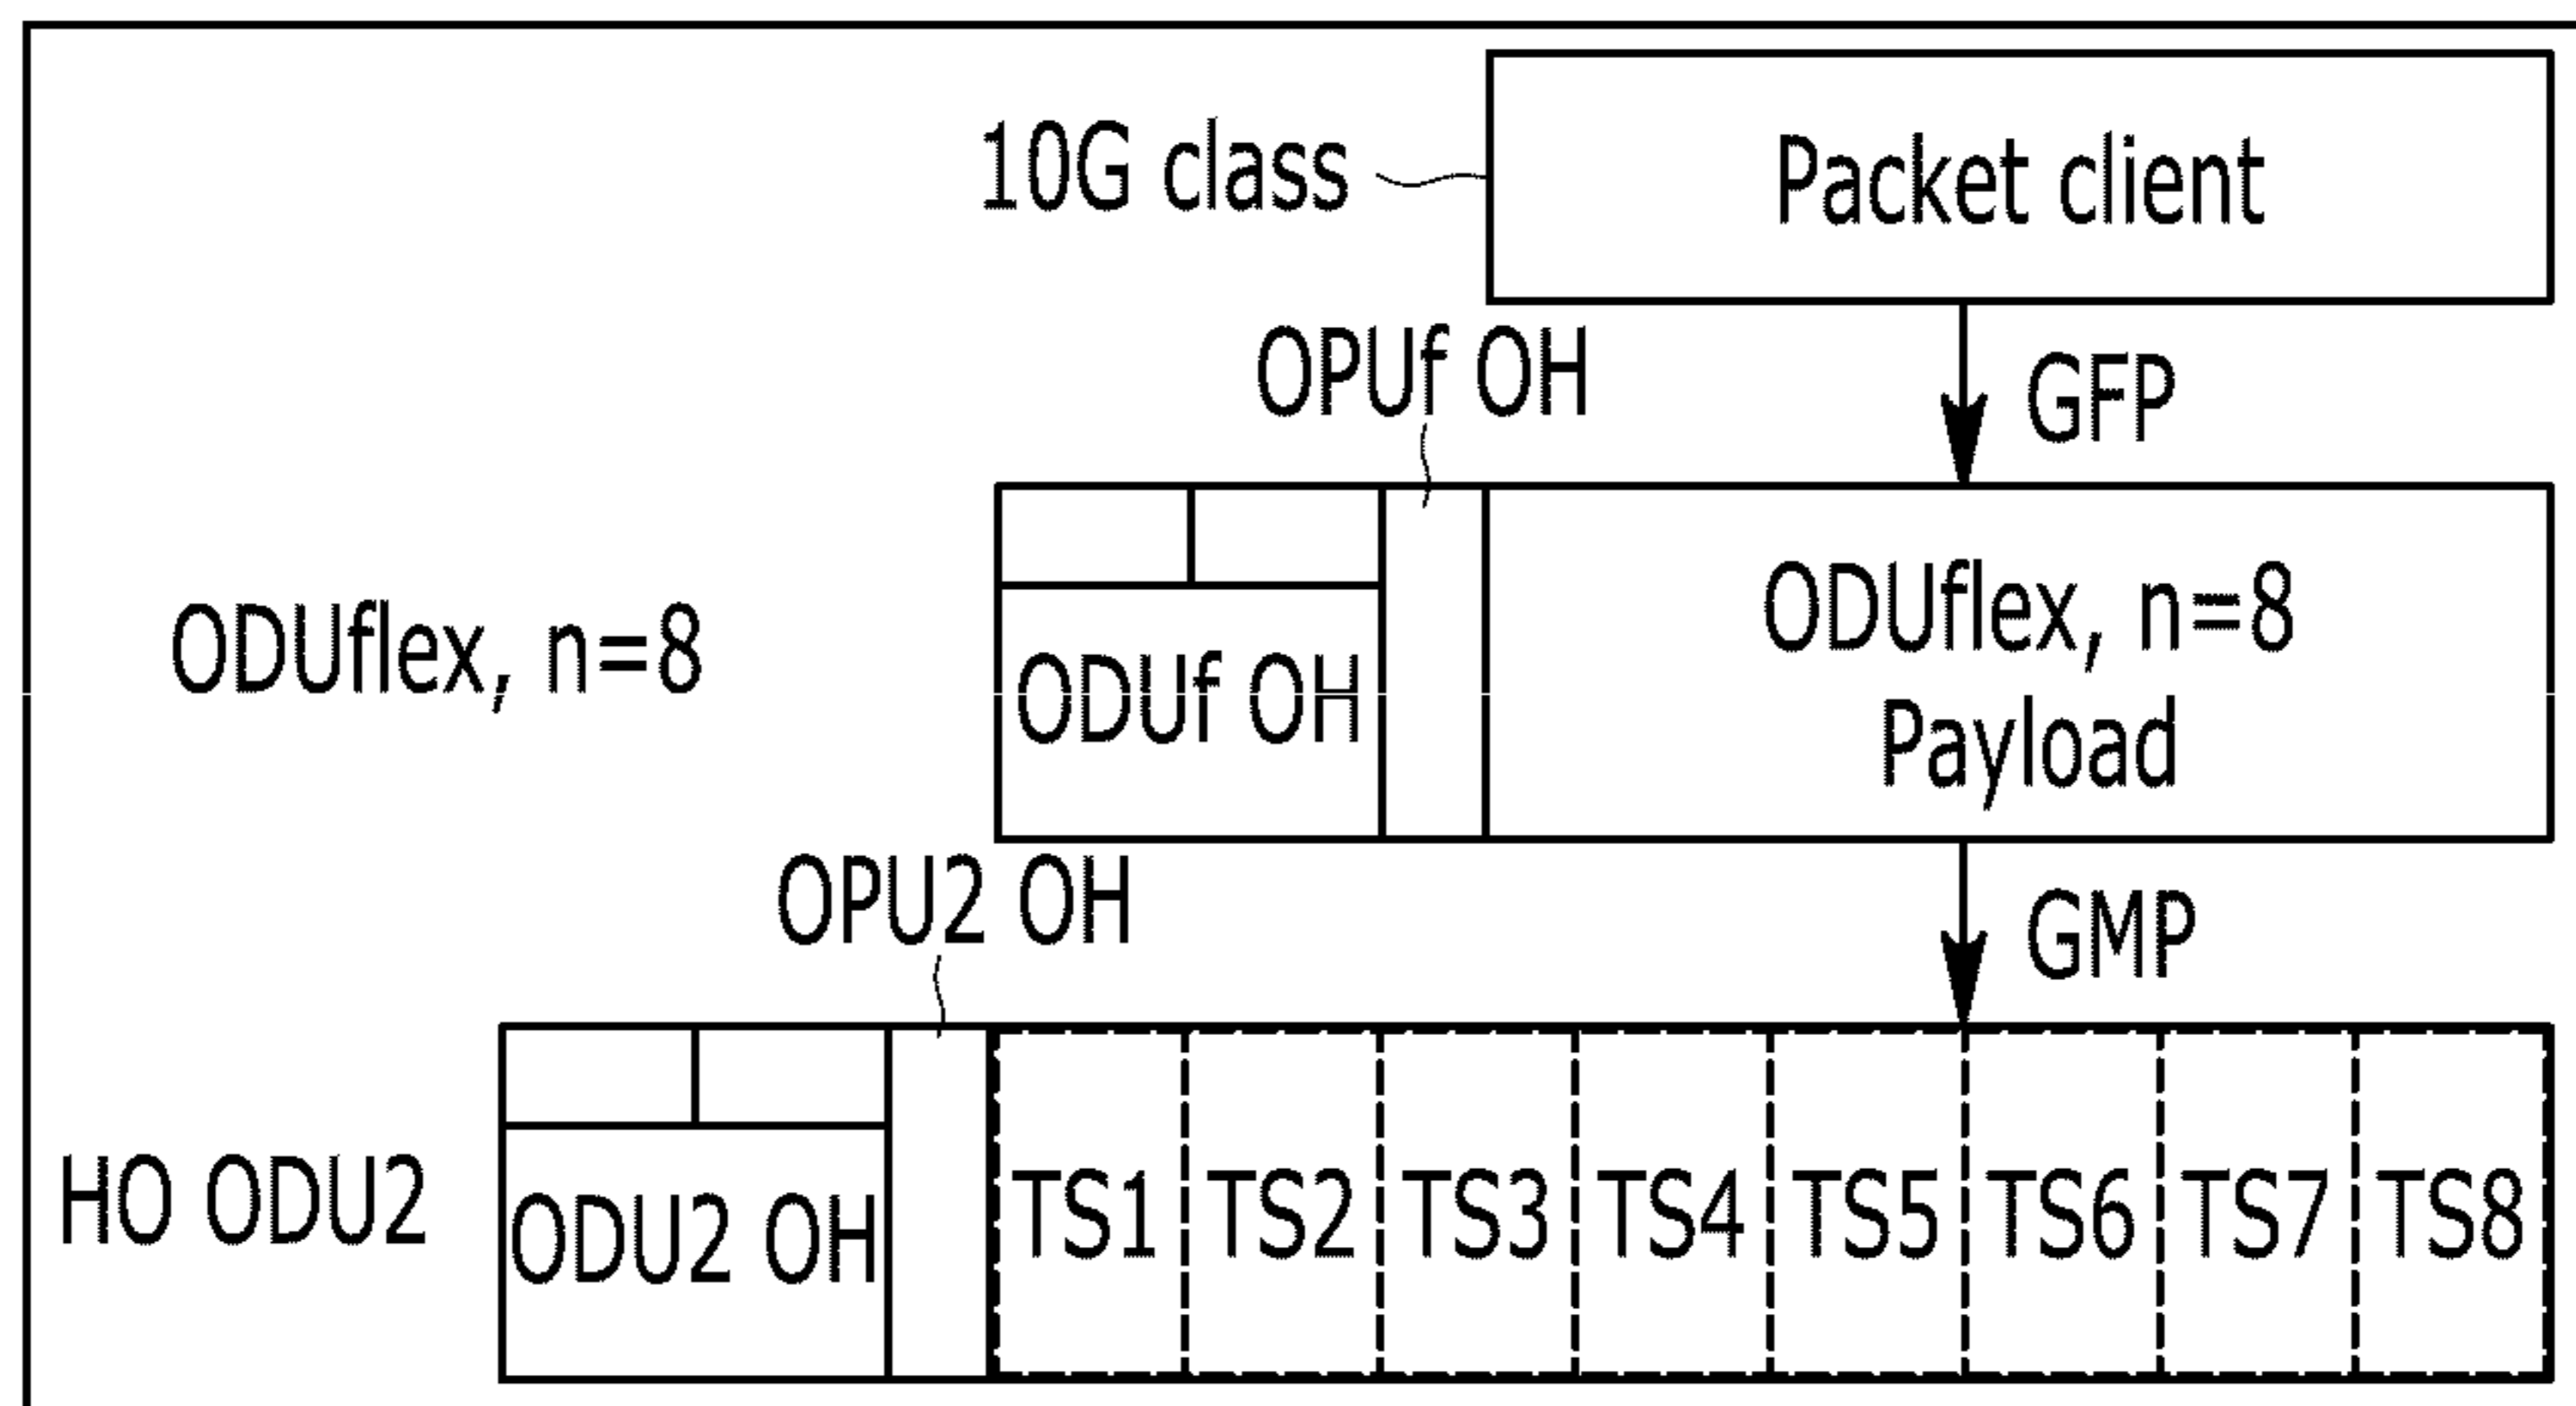 10G class
Packet client
OPUf OH
GFP
ODUflex, n=8
ODUf OH
ODUflex, n=8
Payload
OPU2 OH
GMP
HO ODU2
ODU2 OH
TS1 TS2 TS3 TS4 TS5 TS6 TS7 TS8